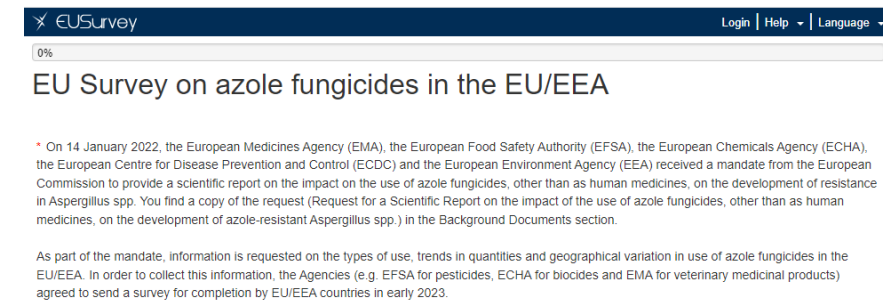 EUSurvey
Login | Help | Language
0%
EU Survey on azole fungicides in the EU/EEA
* On 14 January 2022, the European Medicines Agency (EMA), the European Food Safety Authority (EFSA), the European Chemicals Agency (ECHA),
the European Centre for Disease Prevention and Control (ECDC) and the European Environment Agency (EEA) received a mandate from the European
Commission to provide a scientific report on the impact on the use of azole fungicides, other than as human medicines, on the development of resistance
in Aspergillus spp. You find a copy of the request (Request for a Scientific Report on the impact of the use of azole fungicides, other than as human
medicines, on the development of azole-resistant Aspergillus spp.) in the Background Documents section.
As part of the mandate, information is requested on the types of use, trends in quantities and geographical variation in use of azole fungicides in the
EU/EEA. In order to collect this information, the Agencies (e.g. EFSA for pesticides, ECHA for biocides and EMA for veterinary medicinal products)
agreed to send a survey for completion by EU/EEA countries in early 2023.